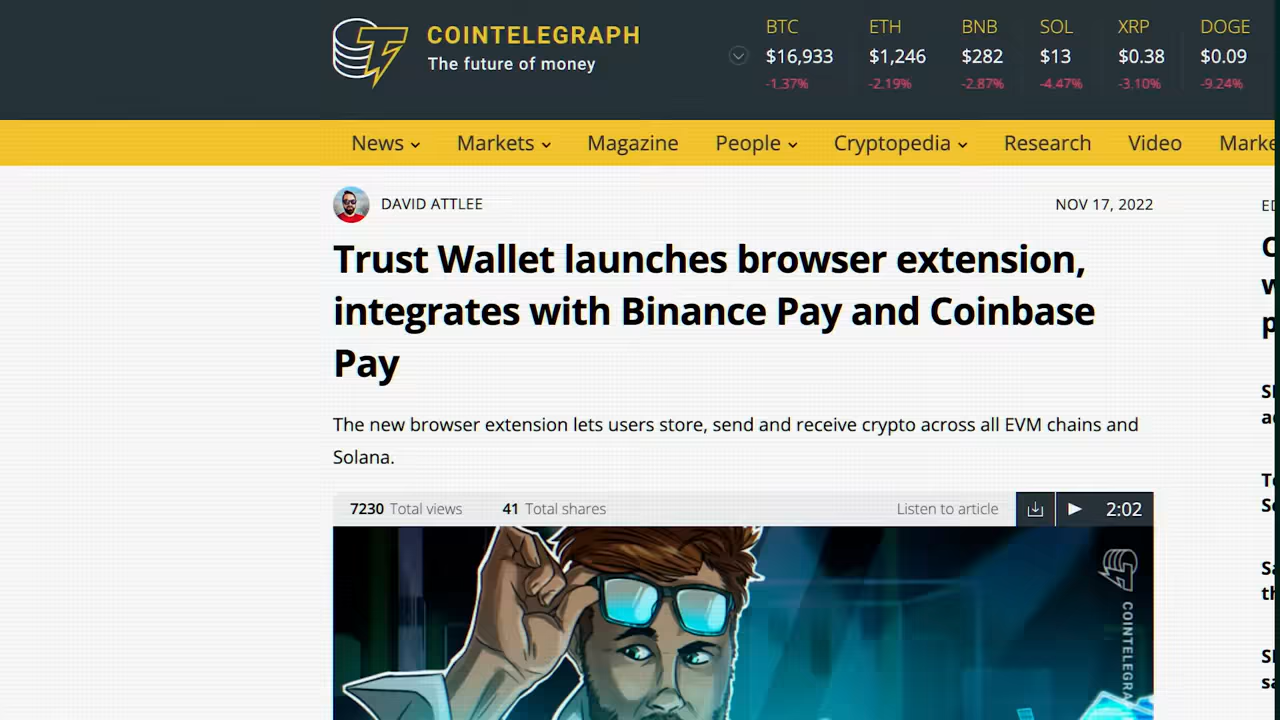 COINTELEGRAPH
The future of money
BTC ETH BNB SOL XRP DOGE
$16,933 $1,246 $282 $13 $0.38 $0.09
-1.37% -2.19% -2.87% -4.47% -3.10% -9.24%
News Markets Magazine People Cryptopedia Research Video Marke
DAVID ATTLEE NOV 17, 2022
Trust Wallet launches browser extension,
integrates with Binance Pay and Coinbase
Pay
The new browser extension lets users store, send and receive crypto across all EVM chains and
Solana.
7230 Total views 41 Total shares Listen to article 2:02
COINTELEGRA